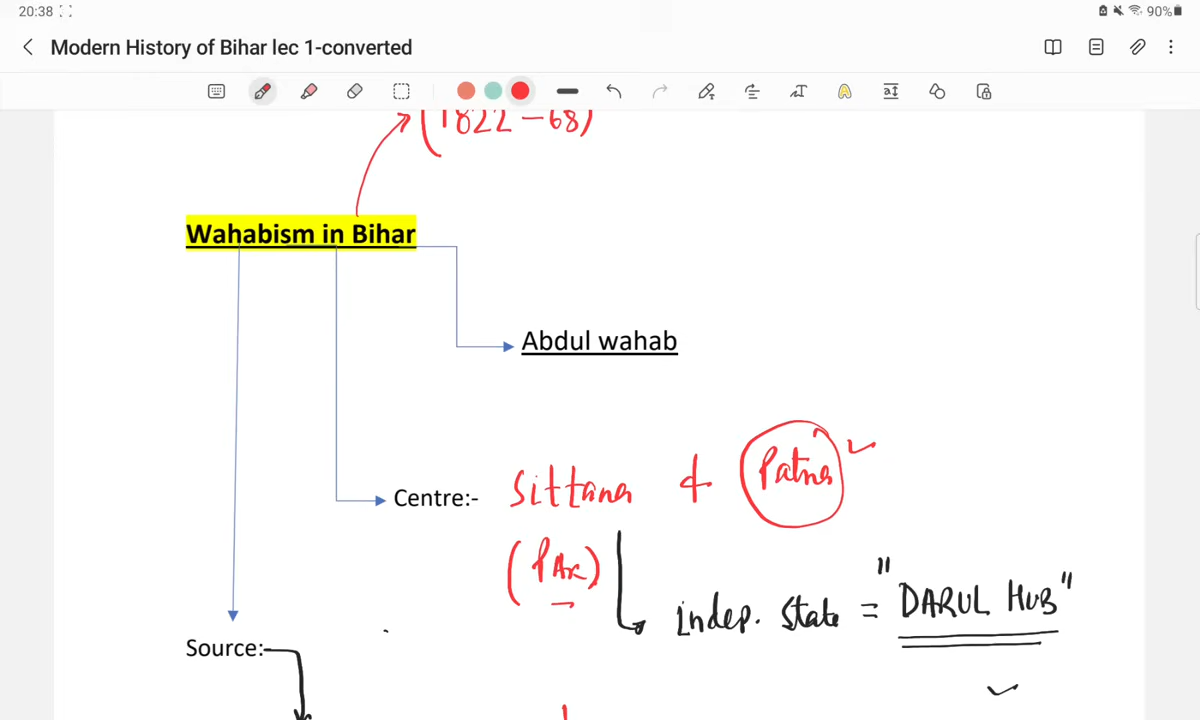 20:38
90%
Modern History of Bihar lec 1-converted
(1822-68)
Wahabism in Bihar
Abdul wahab
Centre:- Sittana & Patna
(PAK)
indep. State = "DARUL HUB"
Source:-